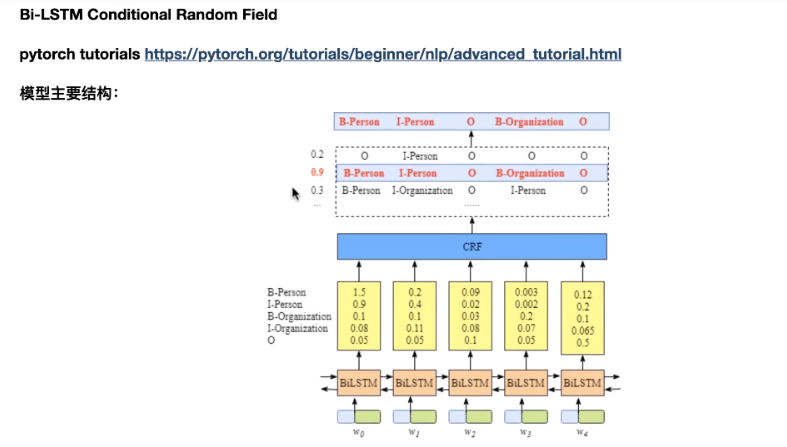 Bi-LSTM Conditional Random Field
pytorch tutorials https://pytorch.org/tutorials/beginner/nlp/advanced_tutorial.html
模型主要结构：
B-Person I-Person O B-Organization O
0.2 O I-Person O O O
0.9 B-Person I-Person O B-Organization O
0.3 B-Person I-Organization O I-Person O
... ......
CRF
B-Person 1.5 0.2 0.09 0.003 0.12
I-Person 0.9 0.4 0.02 0.002 0.2
B-Organization 0.1 0.1 0.03 0.2 0.1
I-Organization 0.08 0.11 0.08 0.07 0.065
O 0.05 0.05 0.1 0.05 0.5
BiLSTM BiLSTM BiLSTM BiLSTM BiLSTM
w0 w1 w2 w3 w4